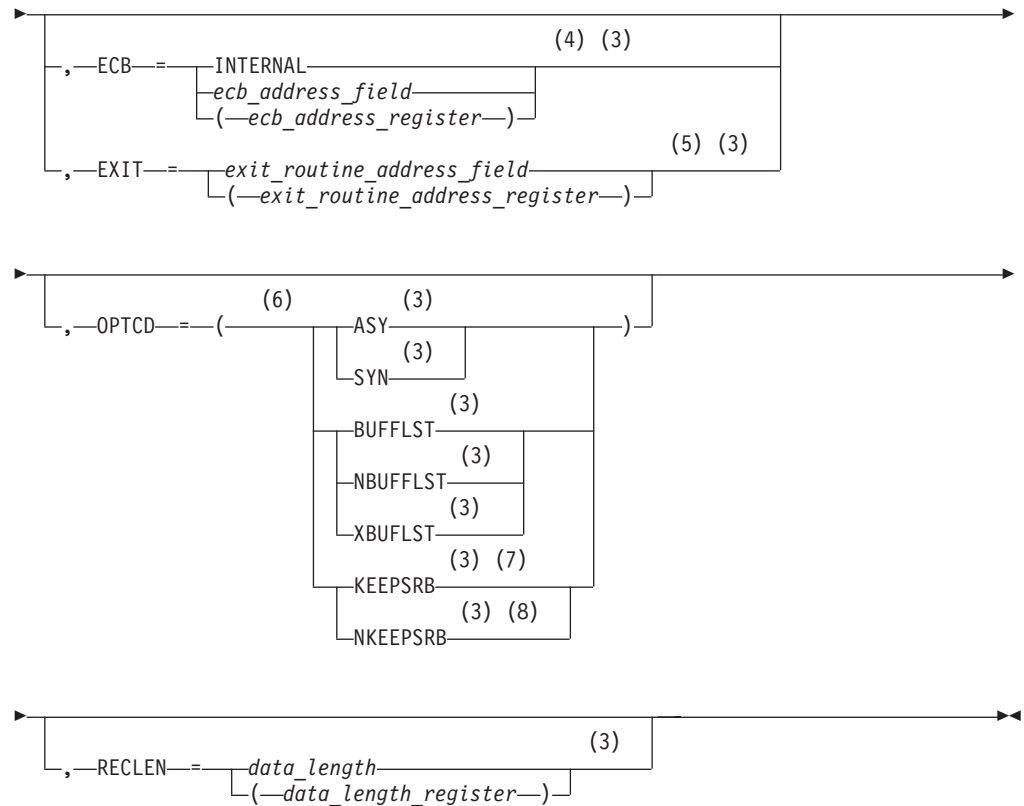 (4) (3)
, ECB = INTERNAL
ecb_address_field
( ecb_address_register )
(5) (3)
, EXIT = exit_routine_address_field
( exit_routine_address_register )
(6) (3)
, OPTCD = ( ASY )
(3)
SYN
(3)
BUFFLST
(3)
NBUFFLST
(3)
XBUFLST
(3) (7)
KEEPSRB
(3) (8)
NKEEPSRB
(3)
, RECLEN = data_length
( data_length_register )